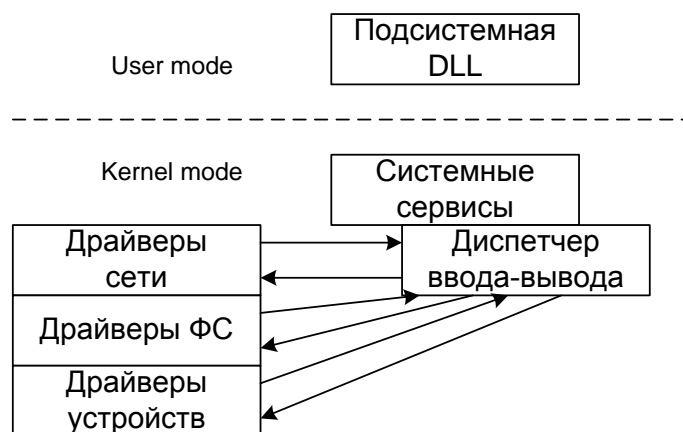 Подсистемная
DLL
User mode
Kernel mode
Системные
сервисы
Драйверы
сети
Диспетчер
ввода-вывода
Драйверы ФС
Драйверы
устройств